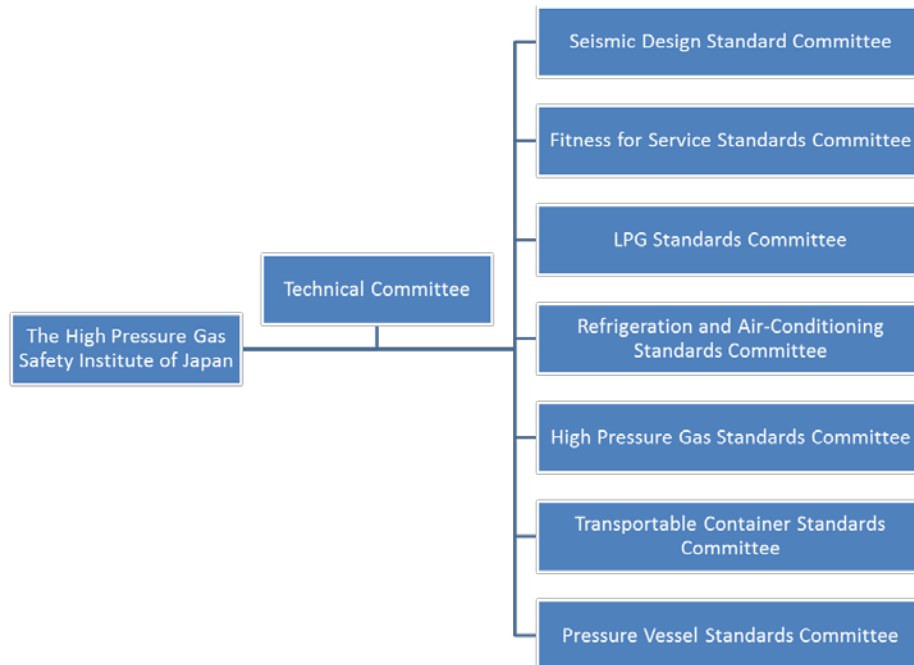 Seismic Design Standard Committee
Fitness for Service Standards Committee
LPG Standards Committee
Technical Committee
The High Pressure Gas
Safety Institute of Japan
Refrigeration and Air-Conditioning
Standards Committee
High Pressure Gas Standards Committee
Transportable Container Standards
Committee
Pressure Vessel Standards Committee